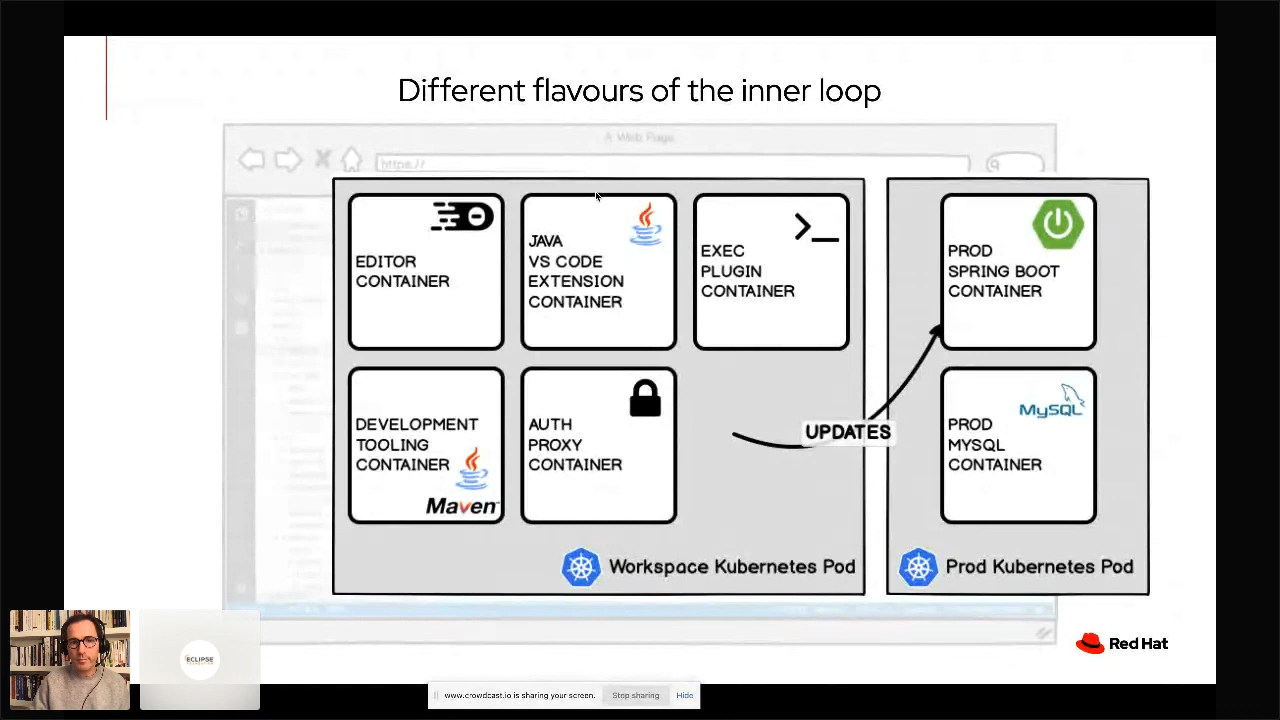 Different flavours of the inner loop
A Web Page
https://
EDITOR
CONTAINER
JAVA
VS CODE
EXTENSION
CONTAINER
EXEC
PLUGIN
CONTAINER
PROD
SPRING BOOT
CONTAINER
DEVELOPMENT
TOOLING
CONTAINER
Maven
AUTH
PROXY
CONTAINER
UPDATES
MySQL
PROD
MYSQL
CONTAINER
Workspace Kubernetes Pod
Prod Kubernetes Pod
Red Hat
ECLIPSE
www.crowdcast.io is sharing your screen.
Stop sharing
Hide